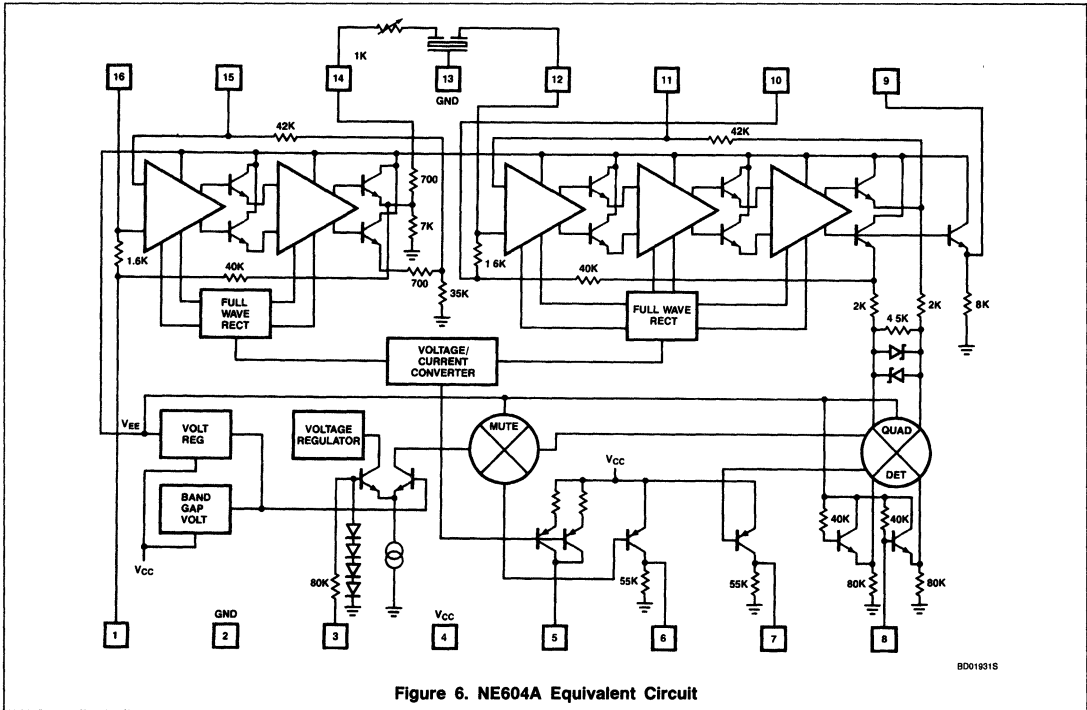 1K
16
15
14
13
12
11
10
9
GND
42K
42K
700
7K
1.6K
40K
700
35K
1 6K
40K
2K
2K
8K
4 5K
FULL
WAVE
RECT
FULL WAVE
RECT
VOLTAGE/
CURRENT
CONVERTER
VEE
VOLT
REG
VOLTAGE
REGULATOR
MUTE
QUAD
DET
VCC
BAND
GAP
VOLT
VCC
40K
40K
80K
55K
55K
80K
80K
GND
VCC
1
2
3
4
5
6
7
8
BD01931S
Figure 6. NE604A Equivalent Circuit